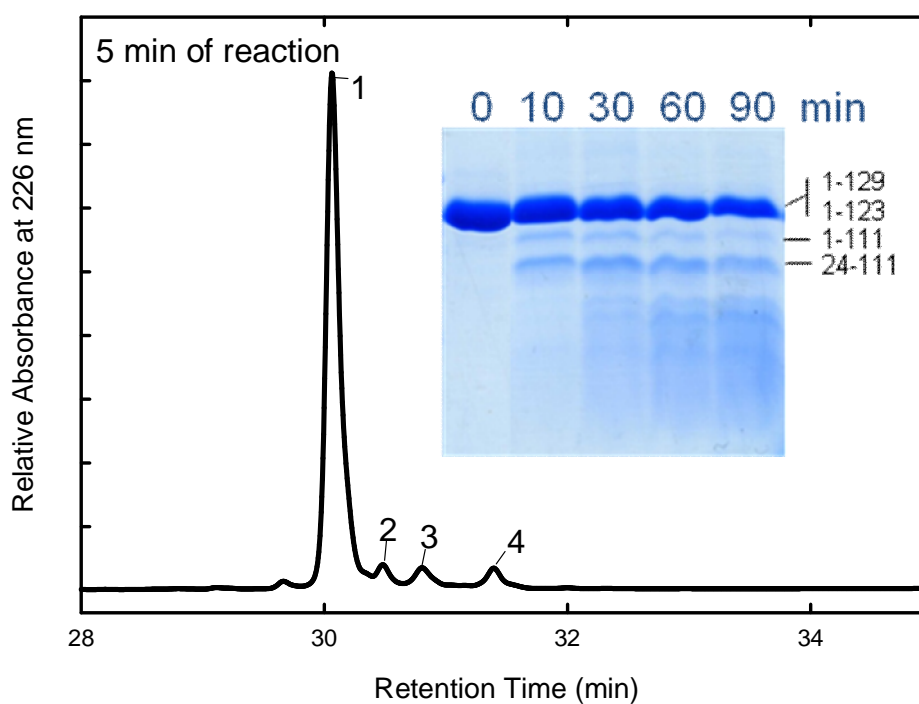 5 min of reaction
1
0 10 30 60 90 min
1-129
1-123
1-111
24-111
2
3
4
Relative Absorbance at 226 nm
28 30 32 34
Retention Time (min)